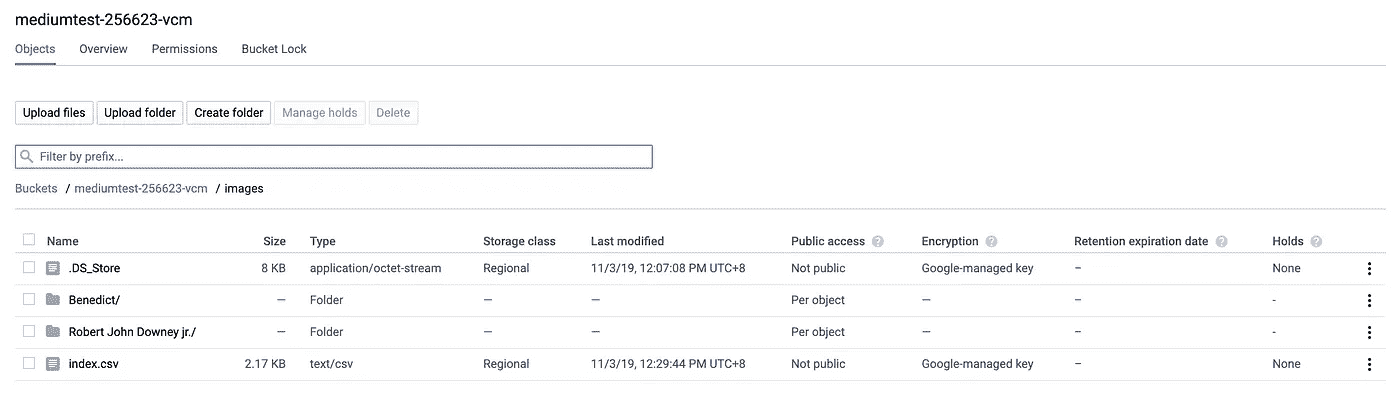 mediumtest-256623-vcm
Objects Overview Permissions Bucket Lock
Upload files Upload folder Create folder Manage holds Delete
Filter by prefix...
Buckets / mediumtest-256623-vcm / images
Name Size Type Storage class Last modified Public access ? Encryption ? Retention expiration date ? Holds ?
.DS_Store 8 KB application/octet-stream Regional 11/3/19, 12:07:08 PM UTC+8 Not public Google-managed key – None
Benedict/ — Folder — — Per object — – -
Robert John Downey jr./ — Folder — — Per object — – -
index.csv 2.17 KB text/csv Regional 11/3/19, 12:29:44 PM UTC+8 Not public Google-managed key – None